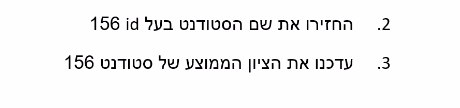 2. החזירו את שם הסטודנט בעל id 156
3. עדכנו את הציון הממוצע של סטודנט 156